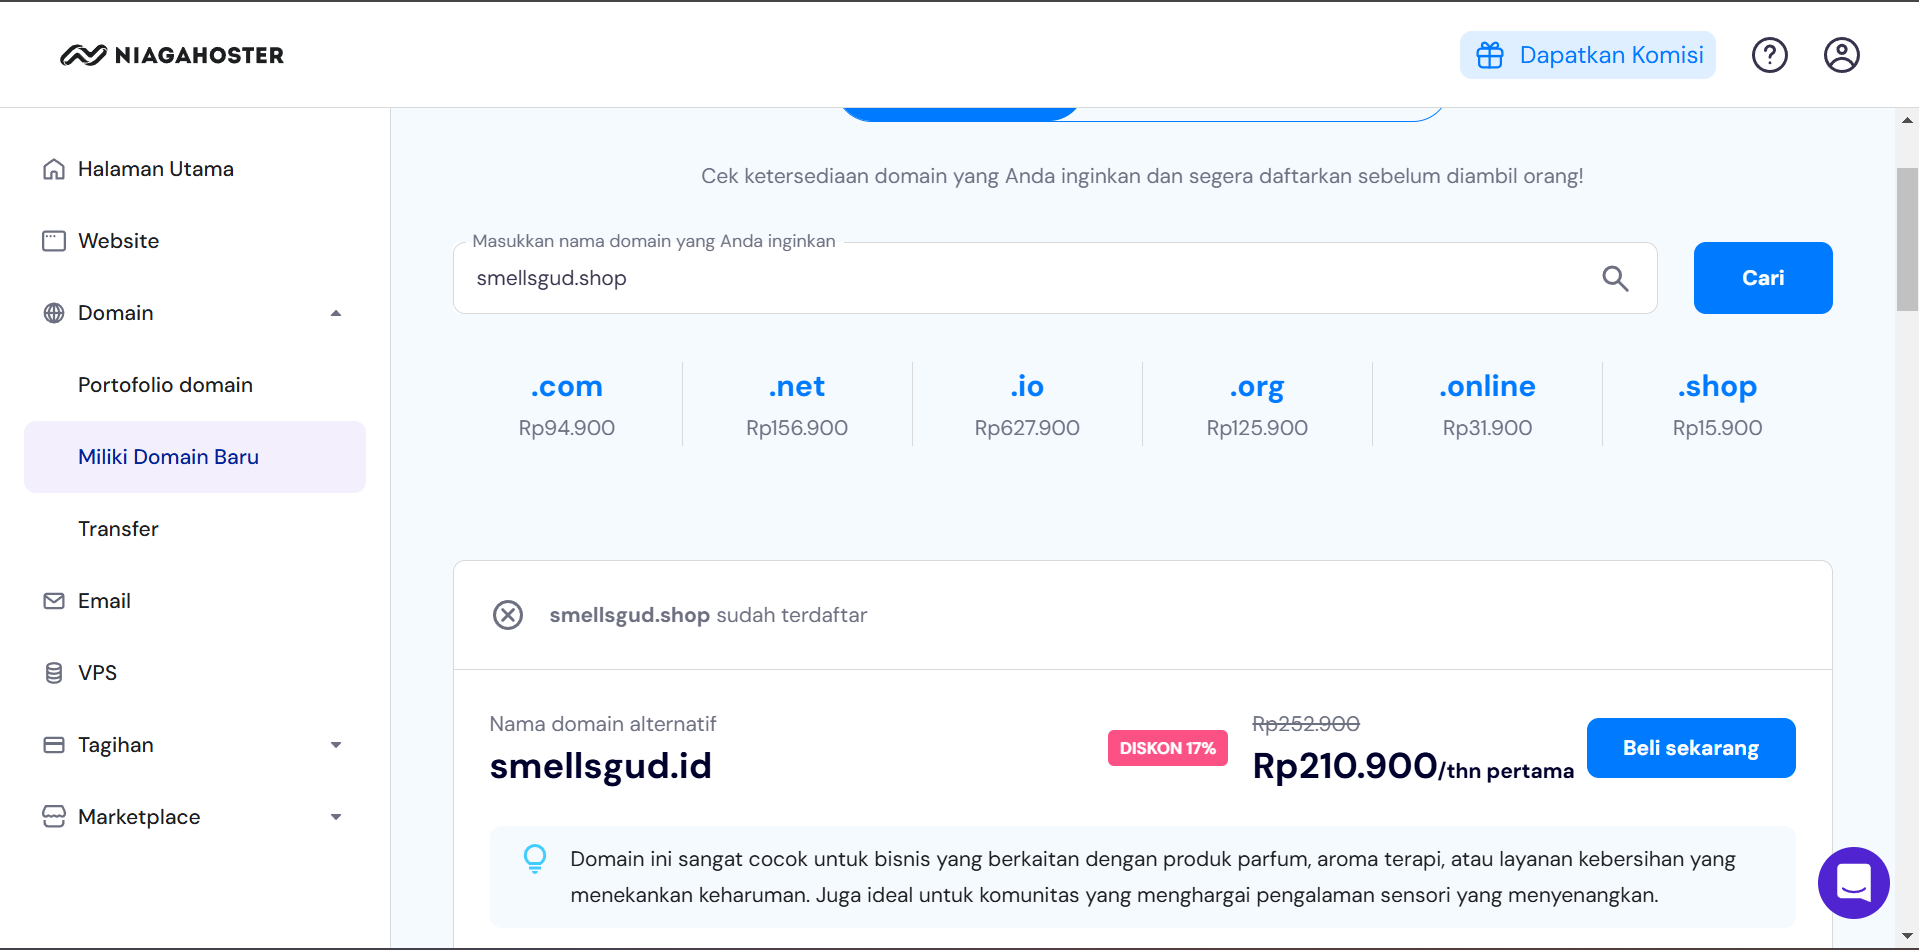 NIAGAHOSTER
Dapatkan Komisi
Halaman Utama
Website
Domain
Portofolio domain
Miliki Domain Baru
Transfer
Email
VPS
Tagihan
Marketplace
Cek ketersediaan domain yang Anda inginkan dan segera daftarkan sebelum diambil orang!
Masukkan nama domain yang Anda inginkan
smellsgud.shop
Cari
.com
Rp94.900
.net
Rp156.900
.io
Rp627.900
.org
Rp125.900
.online
Rp31.900
.shop
Rp15.900
smellsgud.shop sudah terdaftar
Nama domain alternatif
smellsgud.id
DISKON 17%
Rp252.900
Rp210.900/thn pertama
Beli sekarang
Domain ini sangat cocok untuk bisnis yang berkaitan dengan produk parfum, aroma terapi, atau layanan kebersihan yang
menekankan keharuman. Juga ideal untuk komunitas yang menghargai pengalaman sensori yang menyenangkan.